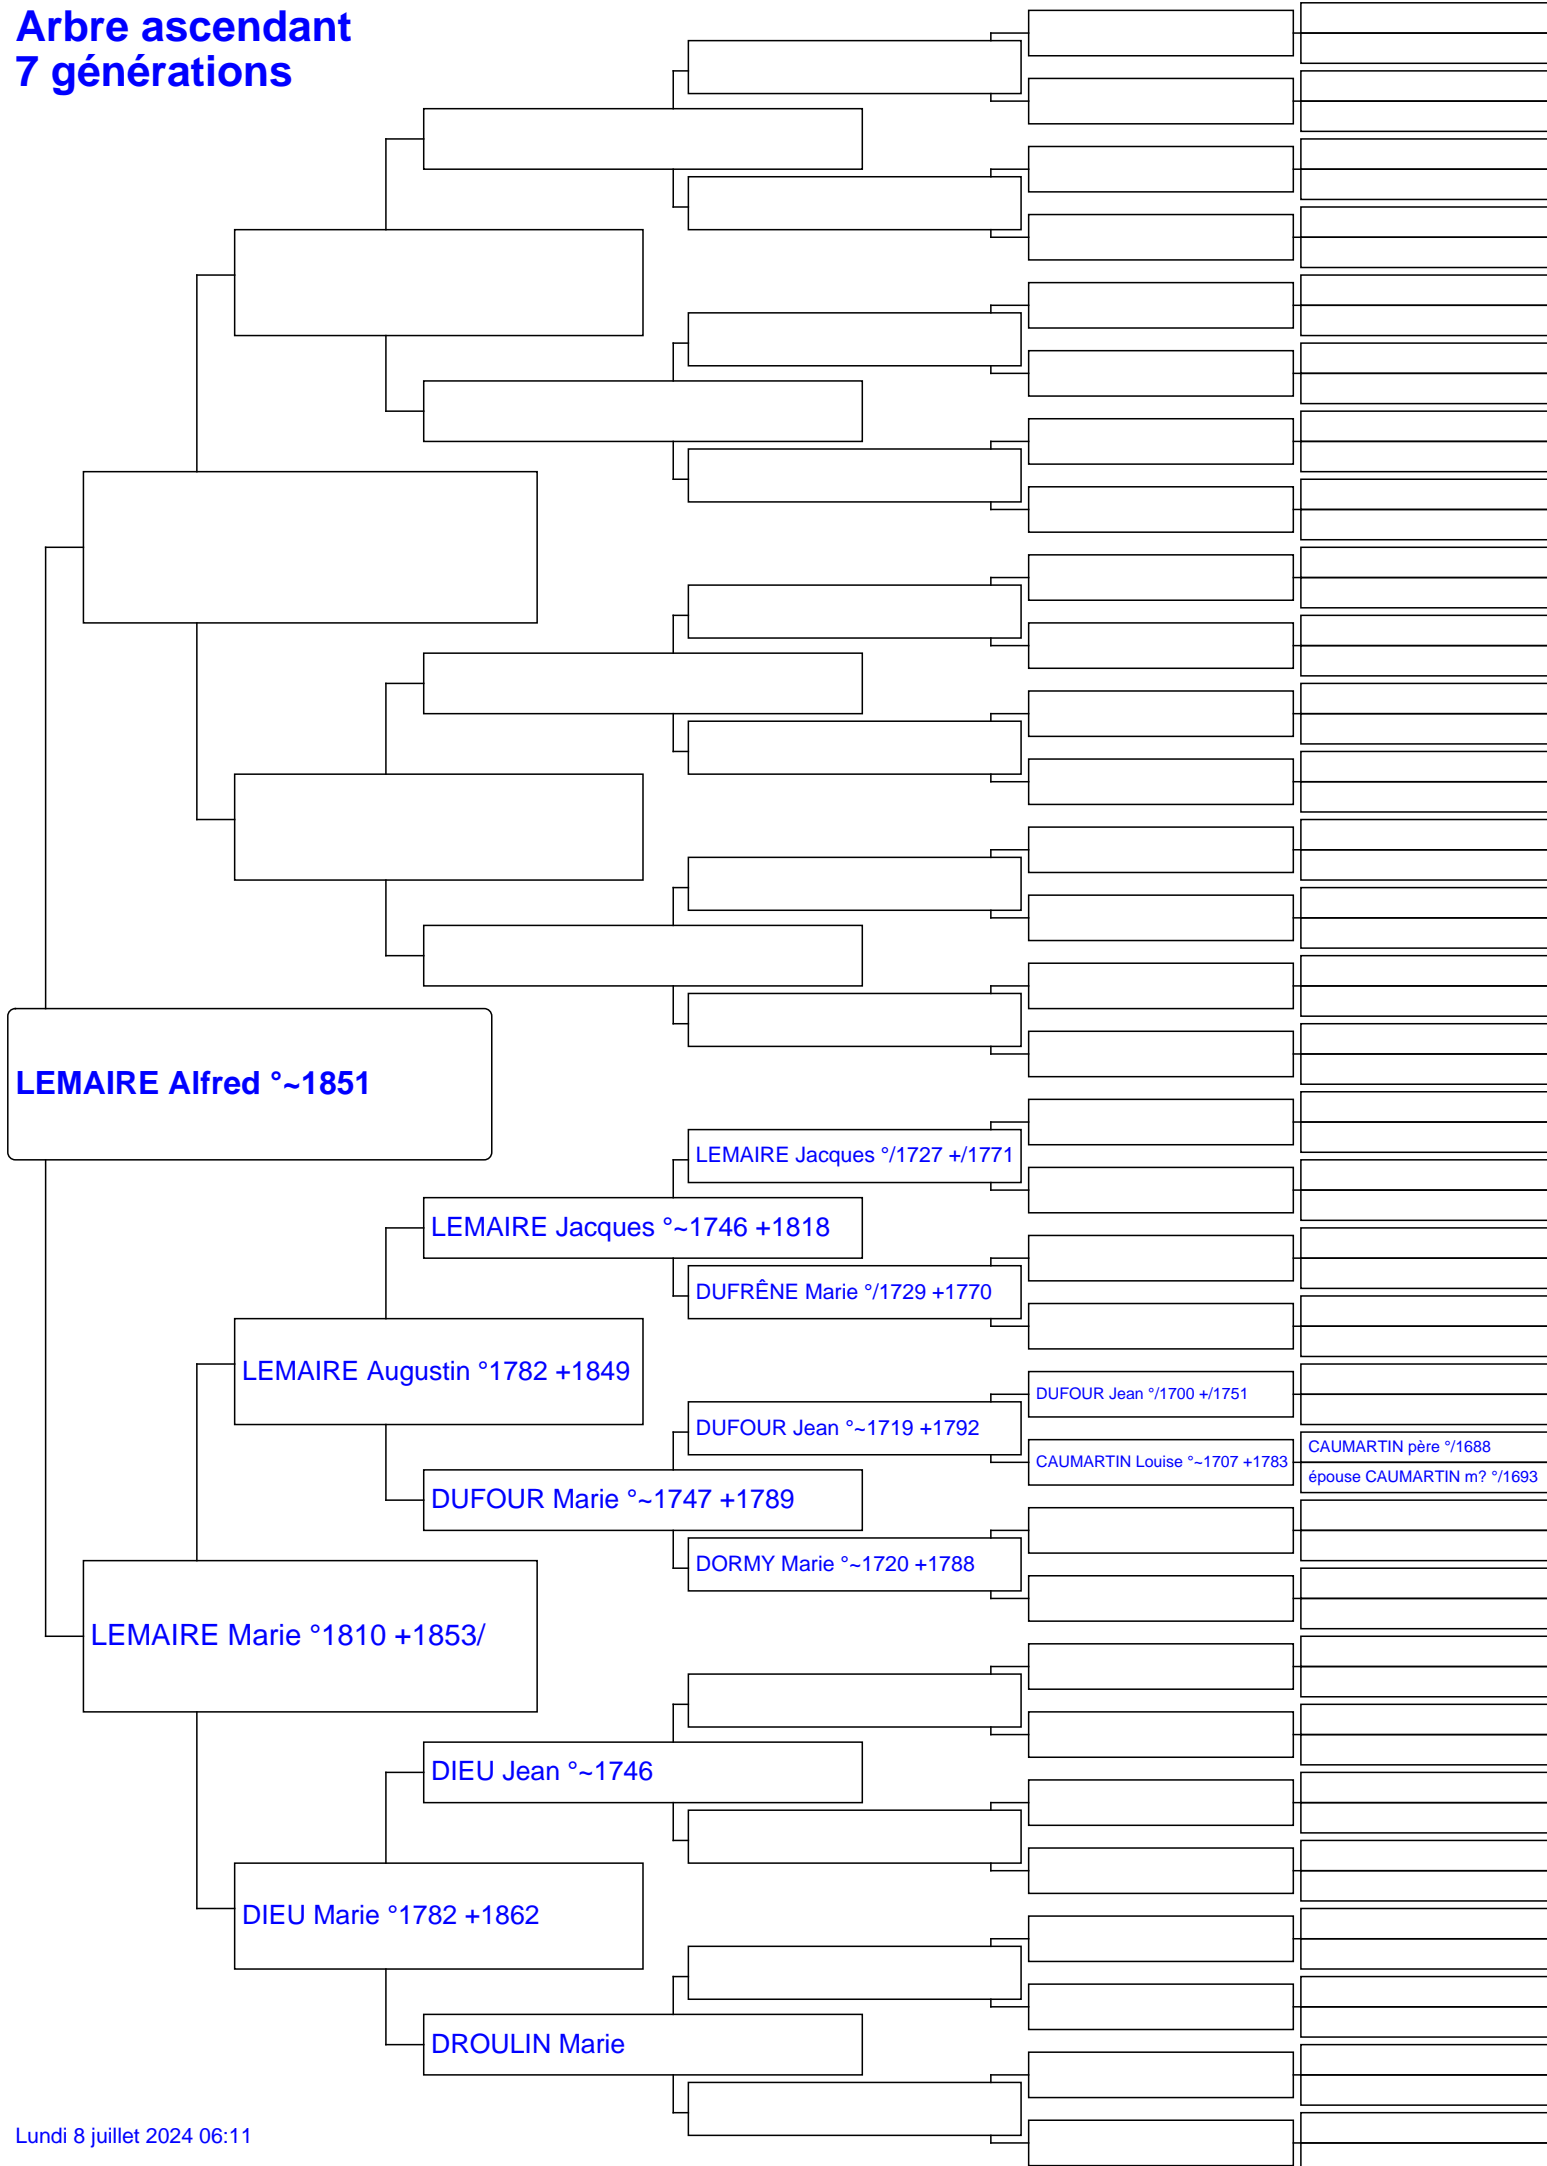 Arbre ascendant
7 générations
LEMAIRE Alfred °~1851
LEMAIRE Jacques °/1727 +/1771
LEMAIRE Jacques °~1746 +1818
DUFRÊNE Marie °/1729 +1770
LEMAIRE Augustin °1782 +1849
DUFOUR Jean °/1700 +/1751
DUFOUR Jean °~1719 +1792
CAUMARTIN père °/1688
CAUMARTIN Louise °~1707 +1783
épouse CAUMARTIN m? °/1693
DUFOUR Marie °~1747 +1789
DORMY Marie °~1720 +1788
LEMAIRE Marie °1810 +1853/
DIEU Jean °~1746
DIEU Marie °1782 +1862
DROULIN Marie
Lundi 8 juillet 2024 06:11